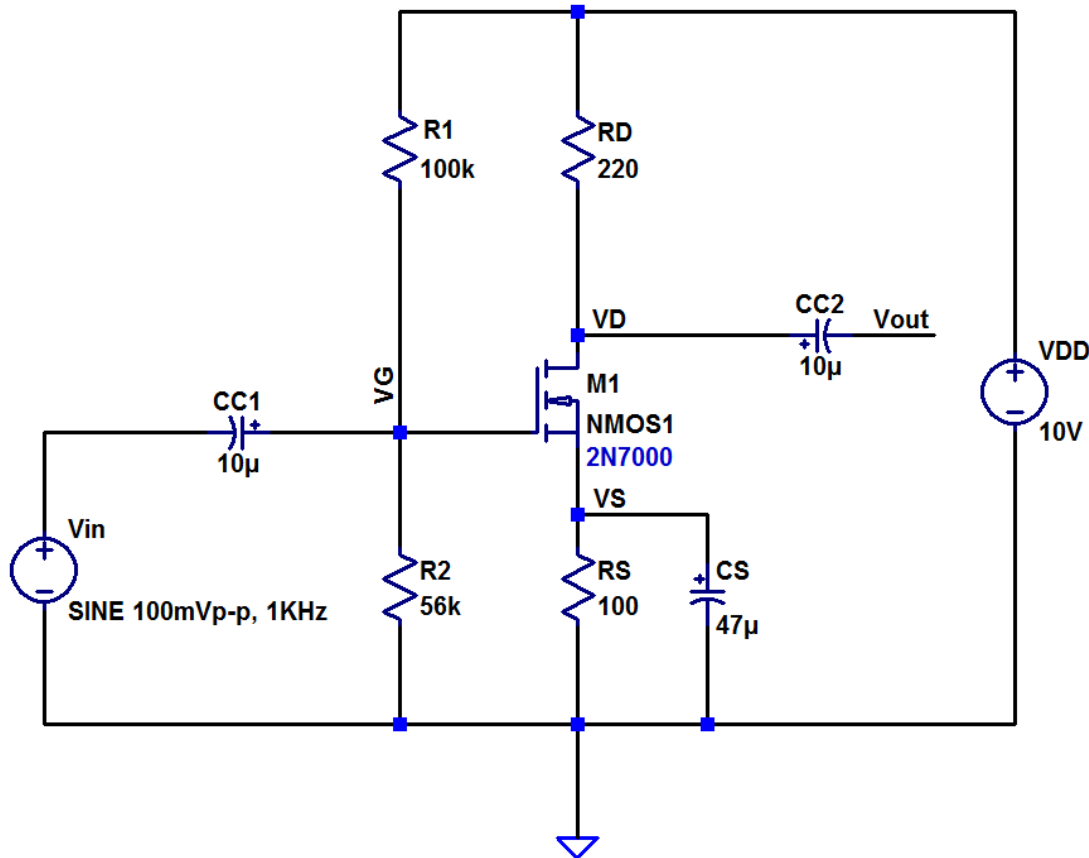 R1
100k
RD
220
VD
CC2
10µ
Vout
VDD
10V
VG
M1
NMOS1
2N7000
CC1
10µ
VS
Vin
SINE 100mVp-p, 1KHz
R2
56k
RS
100
CS
47µ